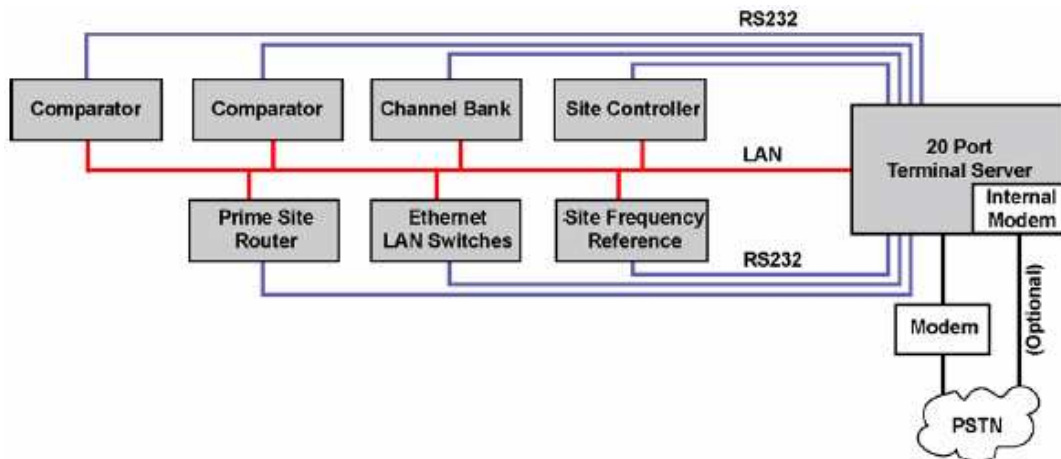 RS232
Comparator
Comparator
Channel Bank
Site Controller
20 Port
Terminal Server
LAN
Internal
Modem
Prime Site
Router
Ethernet
LAN Switches
Site Frequency
Reference
RS232
Modem
(Optional)
PSTN